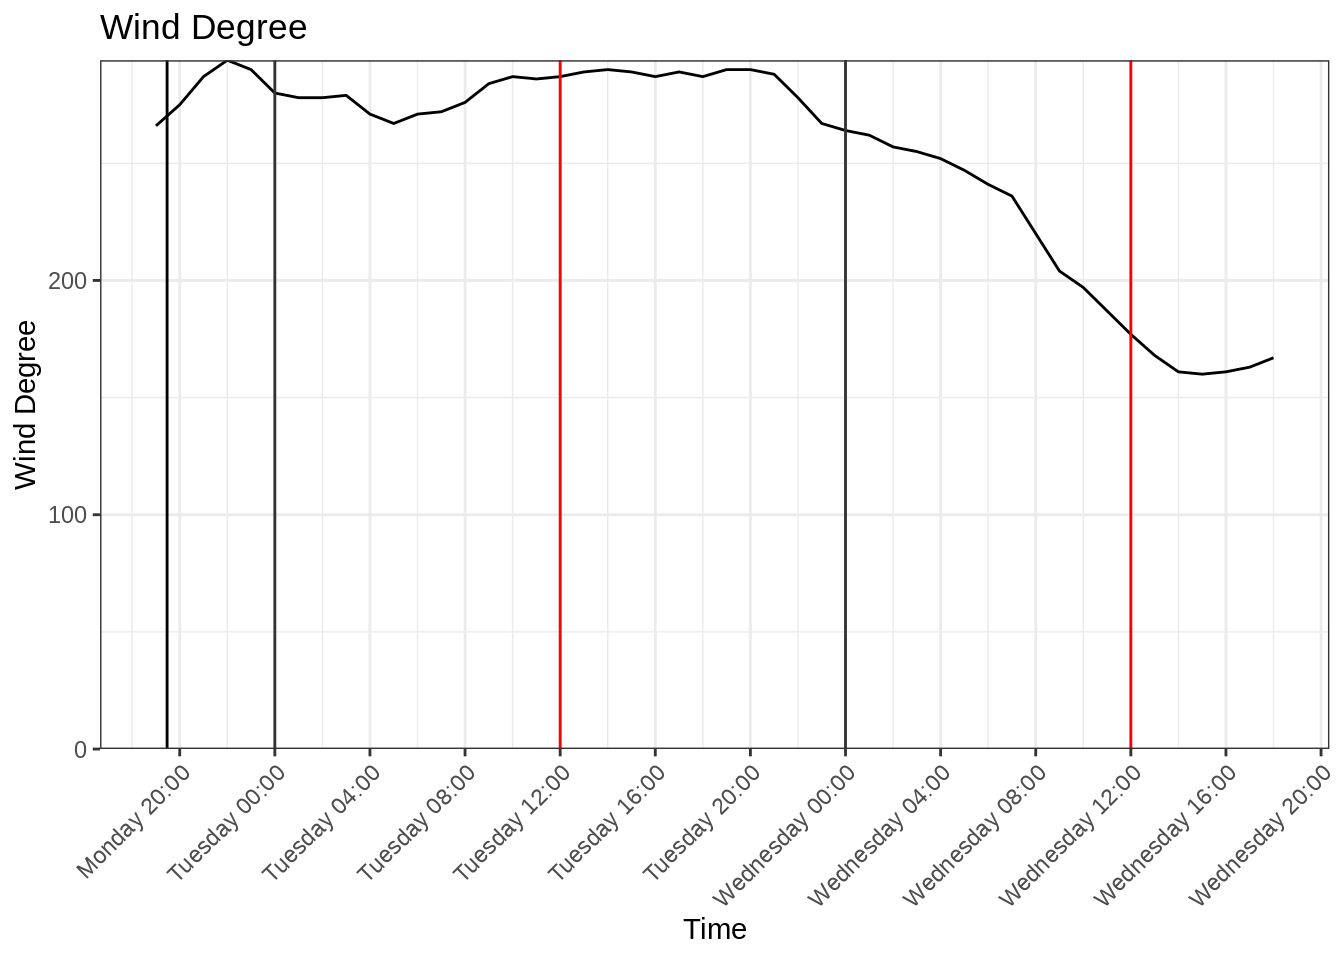 Wind Degree
Wind Degree
200
100
0
Monday 20:00
Tuesday 00:00
Tuesday 04:00
Tuesday 08:00
Tuesday 12:00
Tuesday 16:00
Tuesday 20:00
Wednesday 00:00
Wednesday 04:00
Wednesday 08:00
Wednesday 12:00
Wednesday 16:00
Wednesday 20:00
Time